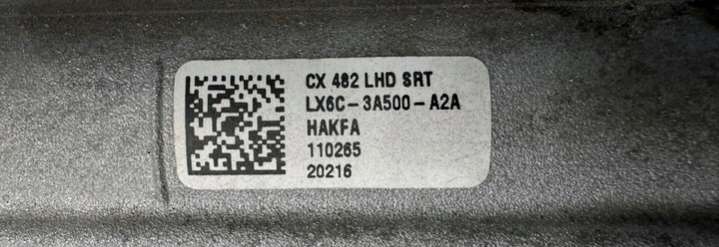 CX 482 LHD SRT
LX6C-3A500-A2A
HAKFA
110265
20216